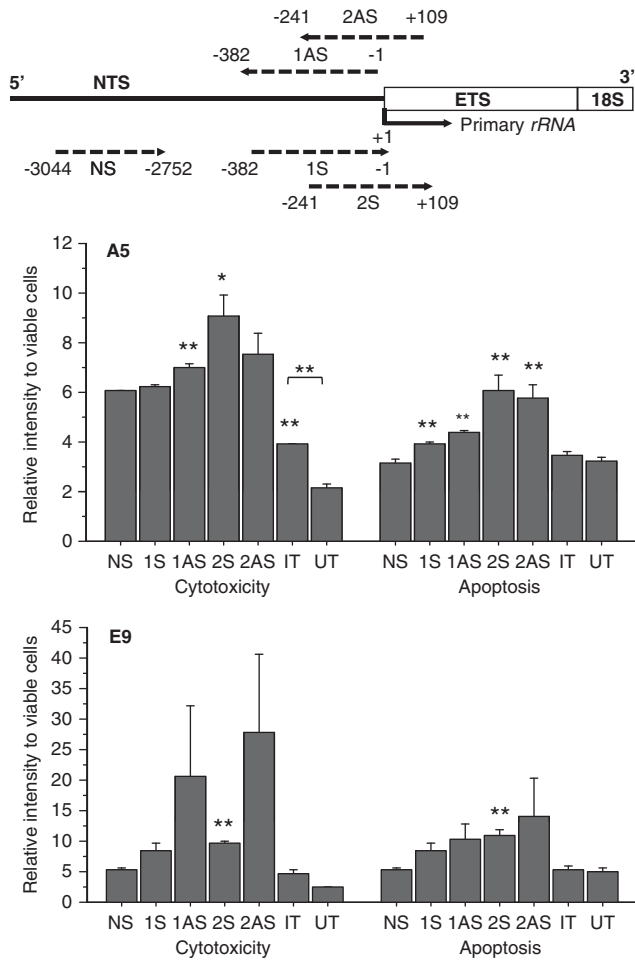 -241 2AS +109
-382 1AS -1
5’ NTS 3’
ETS 18S
Primary rRNA
+1
-3044 NS -2752 -382 1S -1
-241 2S +109
A5
Relative intensity to viable cells
12
10
8
6
4
2
0
*
** ** ** **
** ** **
NS 1S 1AS 2S 2AS IT UT NS 1S 1AS 2S 2AS IT UT
Cytotoxicity Apoptosis
E9
Relative intensity to viable cells
45
40
35
30
25
20
15
10
5
0
** **
NS 1S 1AS 2S 2AS IT UT NS 1S 1AS 2S 2AS IT UT
Cytotoxicity Apoptosis